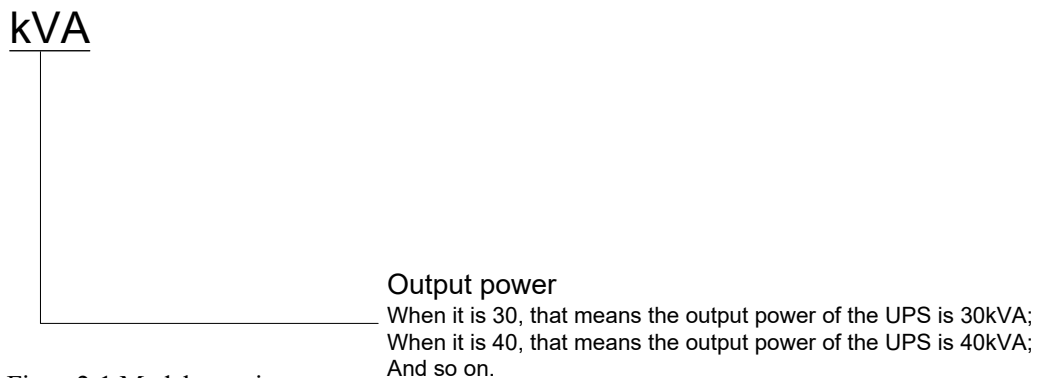 kVA
Output power
When it is 30, that means the output power of the UPS is 30kVA;
When it is 40, that means the output power of the UPS is 40kVA;
And so on.